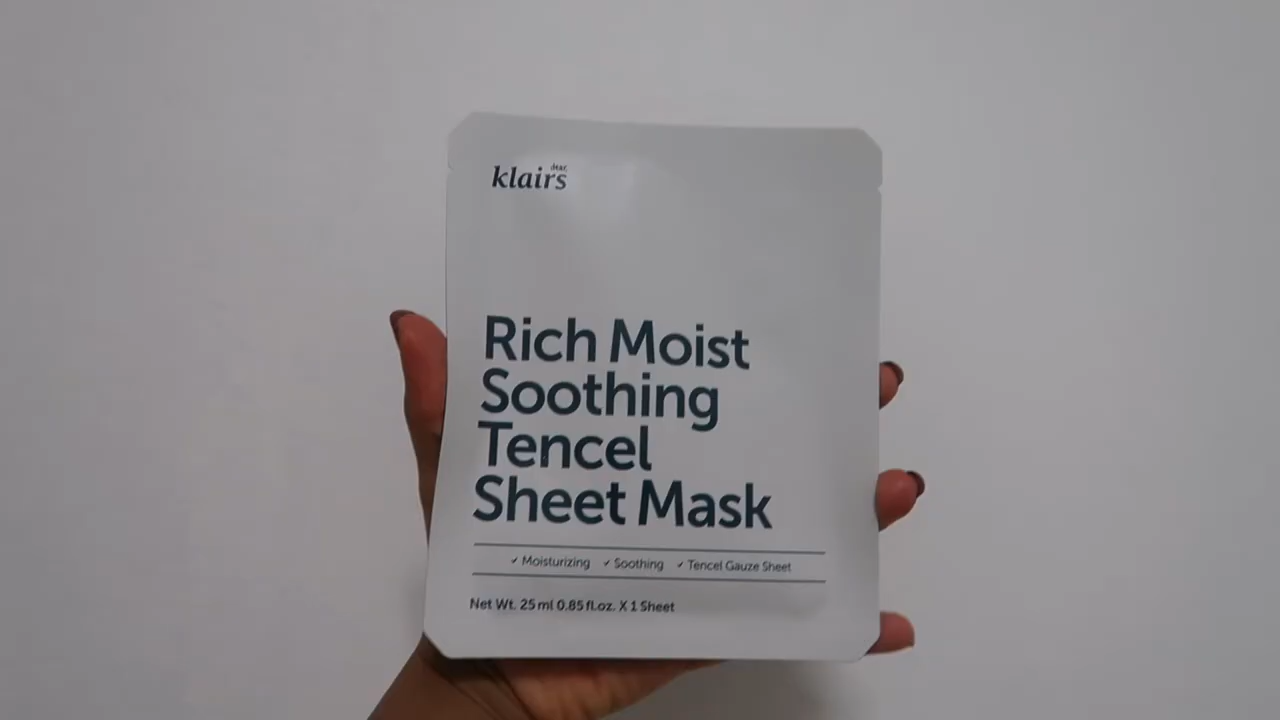 dear,
klairs
Rich Moist
Soothing
Tencel
Sheet Mask
✓ Moisturizing ✓ Soothing ✓ Tencel Gauze Sheet
Net Wt. 25 ml 0.85 fl.oz. X 1 Sheet